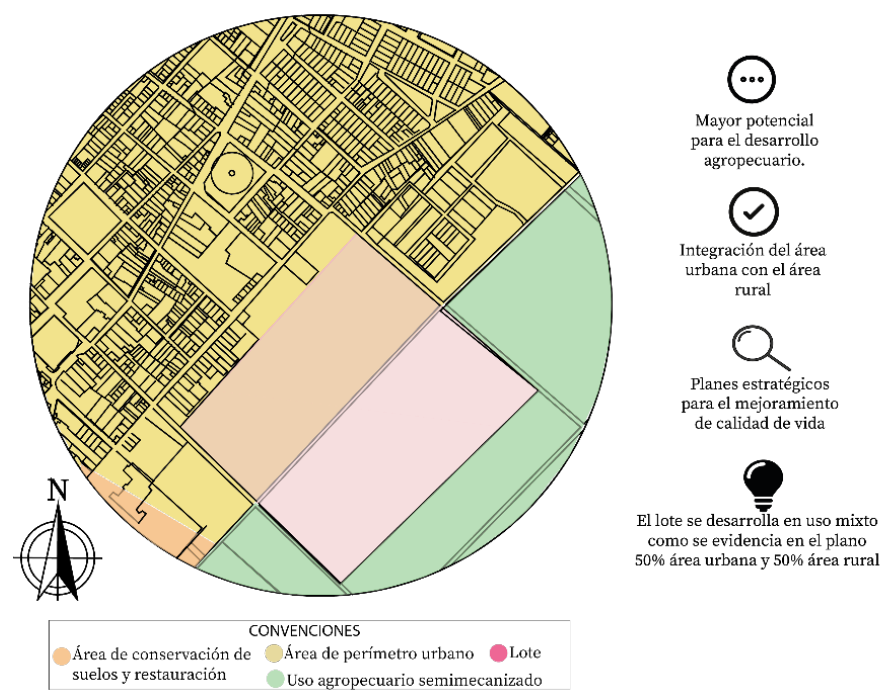 Mayor potencial
para el desarrollo
agropecuario.
Integración del área
urbana con el área
rural
Planes estratégicos
para el mejoramiento
de calidad de vida
El lote se desarrolla en uso mixto
como se evidencia en el plano
50% área urbana y 50% área rural
N
CONVENCIONES
Área de conservación de
suelos y restauración
Área de perímetro urbano
Lote
Uso agropecuario semimecanizado